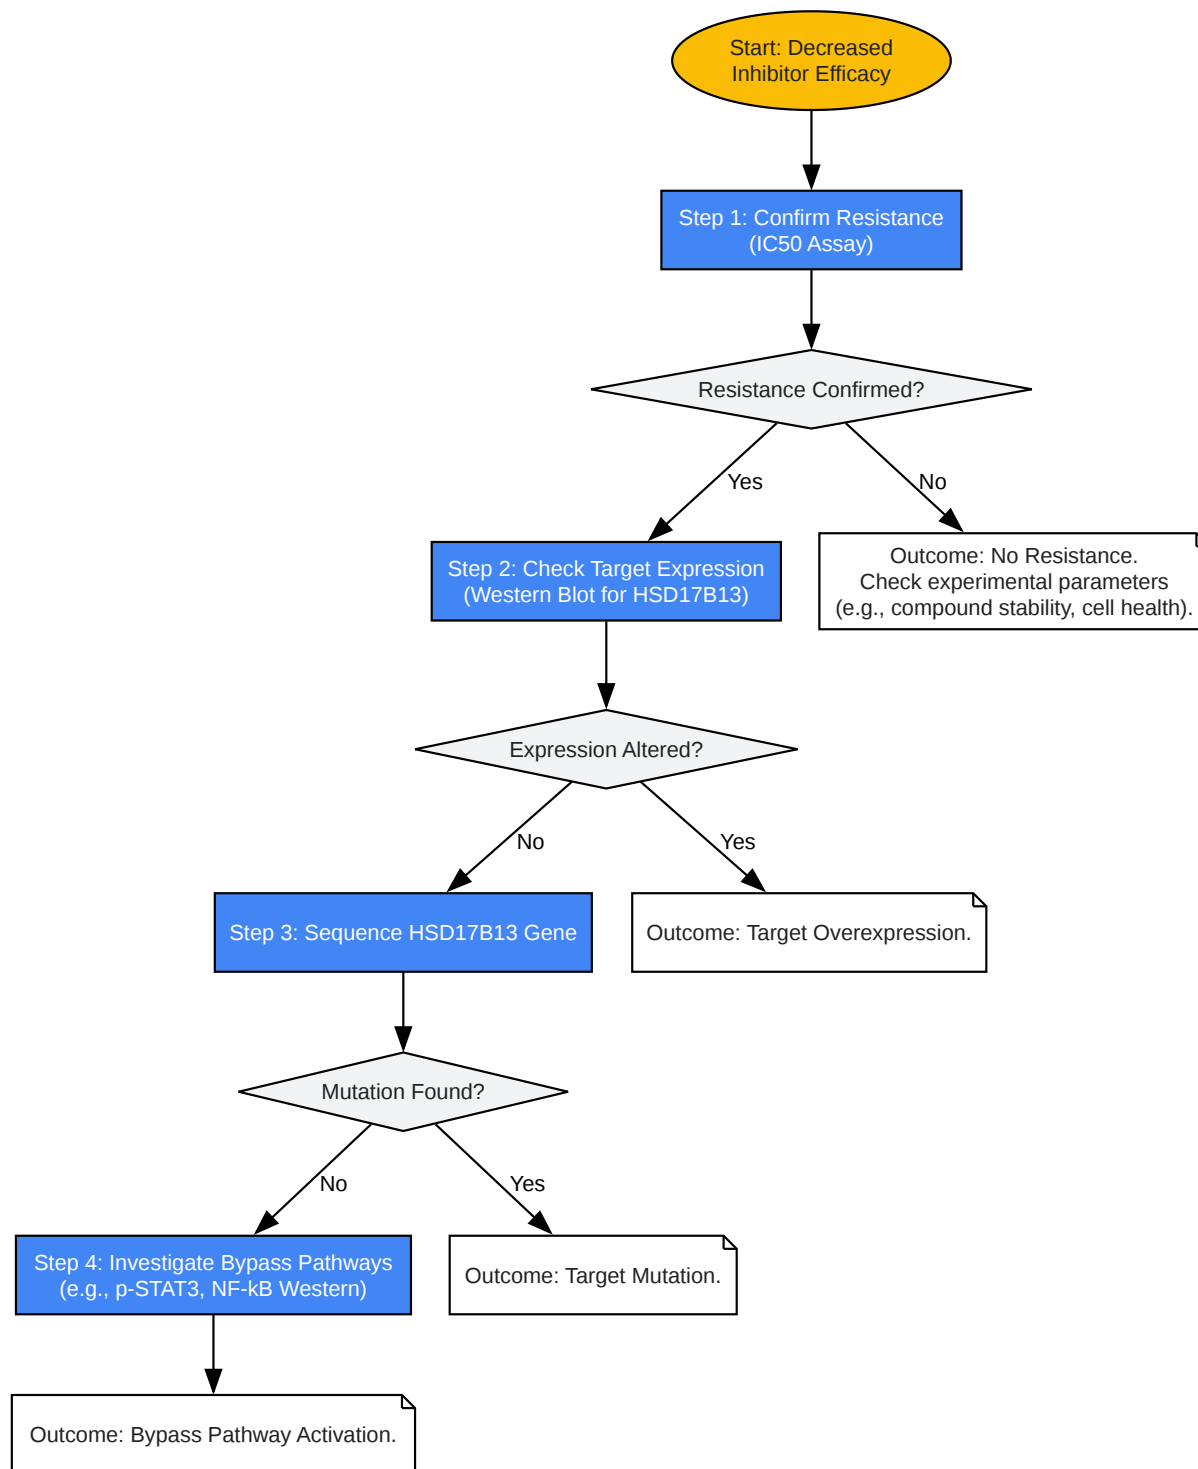 Start: Decreased
Inhibitor Efficacy
Step 1: Confirm Resistance
(IC50 Assay)
Resistance Confirmed?
Yes
No
Step 2: Check Target Expression
(Western Blot for HSD17B13)
Outcome: No Resistance.
Check experimental parameters
(e.g., compound stability, cell health).
Expression Altered?
No
Yes
Step 3: Sequence HSD17B13 Gene
Outcome: Target Overexpression.
Mutation Found?
No
Yes
Step 4: Investigate Bypass Pathways
(e.g., p-STAT3, NF-kB Western)
Outcome: Target Mutation.
Outcome: Bypass Pathway Activation.